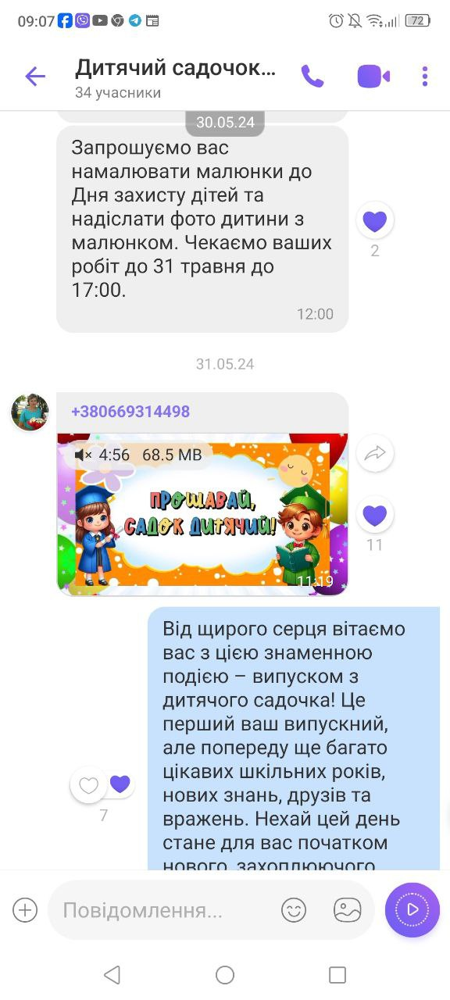 09:07
72
Дитячий садочок...
34 учасники
30.05.24
Запрошуємо вас
намалювати малюнки до
Дня захисту дітей та
надіслати фото дитини з
малюнком. Чекаємо ваших
робіт до 31 травня до
17:00.
12:00
2
31.05.24
+380669314498
4:56 68.5 MB
ПРОЩАВАЙ,
САДОК ДИТЯЧИЙ!
11:19
11
Від щирого серця вітаємо
вас з цією знаменною
подією – випуском з
дитячого садочка! Це
перший ваш випускний,
але попереду ще багато
цікавих шкільних років,
нових знань, друзів та
вражень. Нехай цей день
стане для вас початком
нового, захоплюючого
7
Повідомлення...